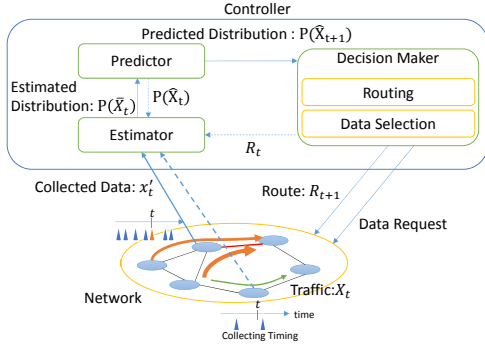 Controller
Predicted Distribution : P(X̂ₜ₊₁)
Predictor
Decision Maker
Routing
Data Selection
Estimated
Distribution: P(X̄ₜ)
P(X̂ₜ)
Estimator
Rₜ
Collected Data: xₜ′
Route: Rₜ₊₁
Data Request
t
Network
Traffic:Xₜ
t
time
Collecting Timing